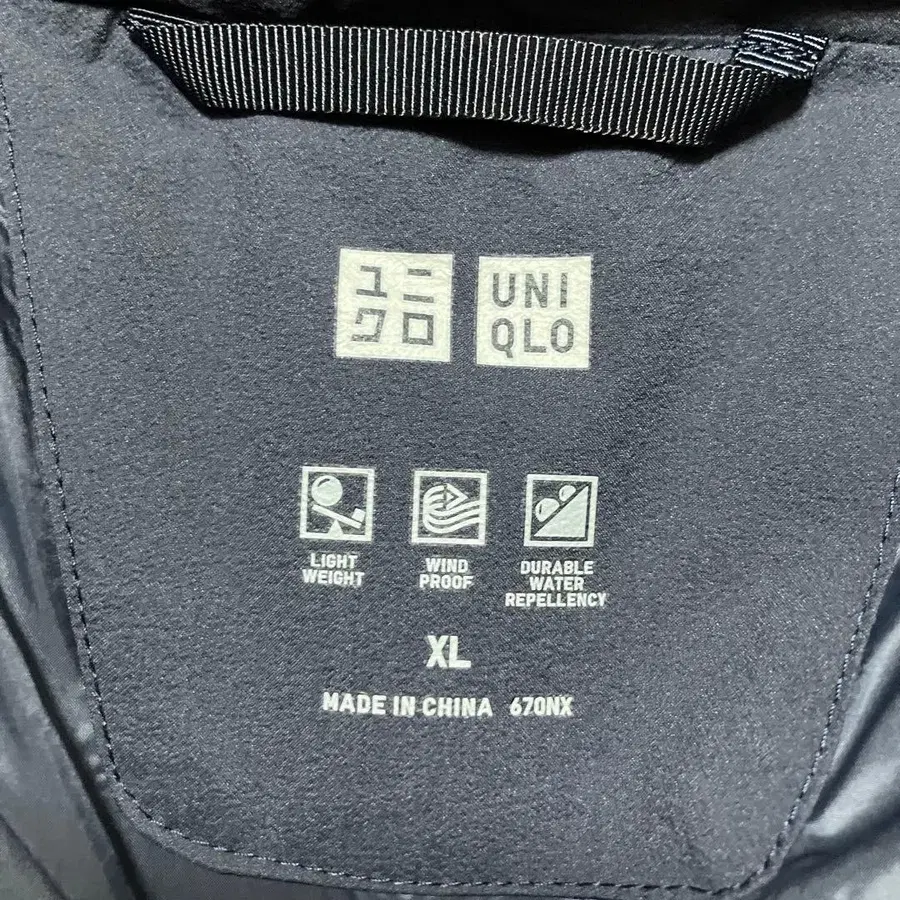 ユニ UNI
クロ QLO
LIGHT WEIGHT
WIND PROOF
DURABLE WATER REPELLENCY
XL
MADE IN CHINA 670NX